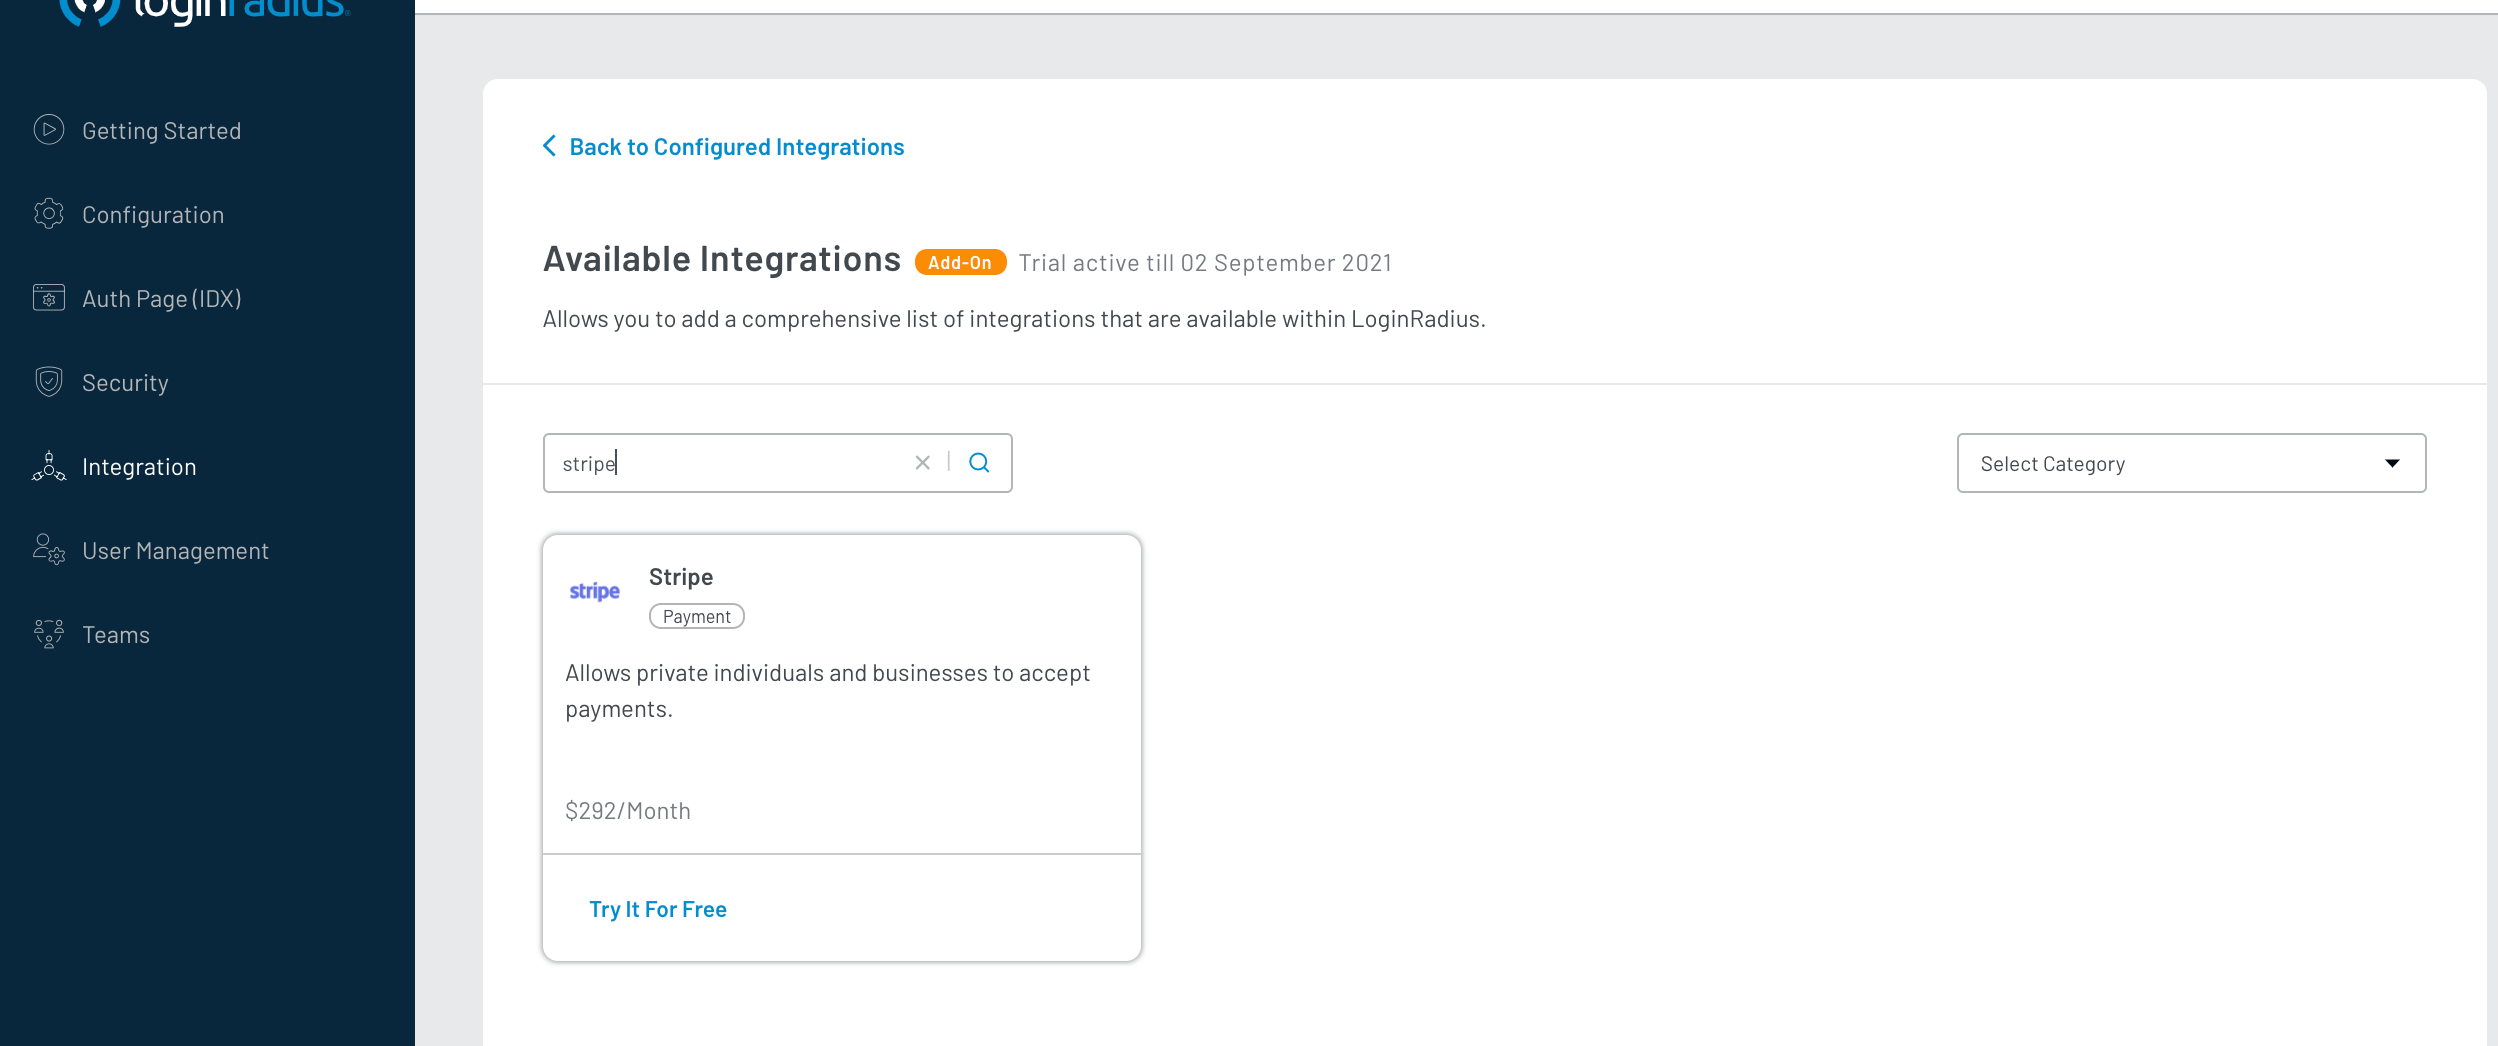 loginradius
Getting Started
Configuration
Auth Page (IDX)
Security
Integration
User Management
Teams
Back to Configured Integrations
Available Integrations Add-On Trial active till 02 September 2021
Allows you to add a comprehensive list of integrations that are available within LoginRadius.
stripe
Select Category
stripe
Stripe
Payment
Allows private individuals and businesses to accept
payments.
$292/Month
Try It For Free